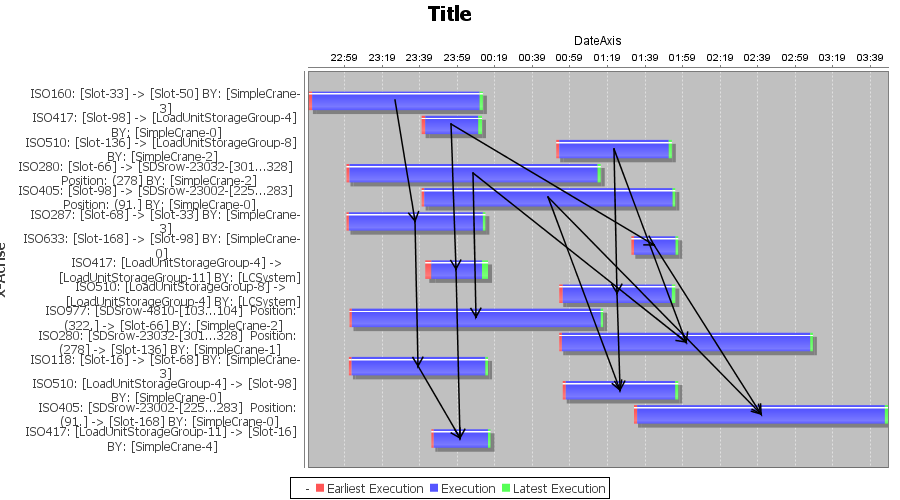 Title
DateAxis
22:59 23:19 23:39 23:59 00:19 00:39 00:59 01:19 01:39 01:59 02:19 02:39 02:59 03:19 03:39
ISO160: [Slot-33] -> [Slot-50] BY: [SimpleCrane-
3]
ISO417: [Slot-98] -> [LoadUnitStorageGroup-4]
BY: [SimpleCrane-0]
ISO510: [Slot-136] -> [LoadUnitStorageGroup-8]
BY: [SimpleCrane-2]
ISO280: [Slot-66] -> [SDSrow-23032-[301...328]
Position: (278] BY: [SimpleCrane-2]
ISO405: [Slot-98] -> [SDSrow-23002-[225...283]
Position: (91.] BY: [SimpleCrane-0]
ISO287: [Slot-68] -> [Slot-33] BY: [SimpleCrane-
3]
ISO633: [Slot-168] -> [Slot-98] BY: [SimpleCrane-
0]
ISO417: [LoadUnitStorageGroup-4] ->
[LoadUnitStorageGroup-11] BY: [LCSystem]
ISO510: [LoadUnitStorageGroup-8] ->
[LoadUnitStorageGroup-4] BY: [LCSystem]
ISO977: [SDSrow-4810-[103...104] Position:
(322.] -> [Slot-66] BY: [SimpleCrane-2]
ISO280: [SDSrow-23032-[301...328] Position:
(278] -> [Slot-136] BY: [SimpleCrane-1]
ISO118: [Slot-16] -> [Slot-68] BY: [SimpleCrane-
3]
ISO510: [LoadUnitStorageGroup-4] -> [Slot-98]
BY: [SimpleCrane-0]
ISO405: [SDSrow-23002-[225...283] Position:
(91.] -> [Slot-168] BY: [SimpleCrane-0]
ISO417: [LoadUnitStorageGroup-11] -> [Slot-16]
BY: [SimpleCrane-4]
- Earliest Execution Execution Latest Execution